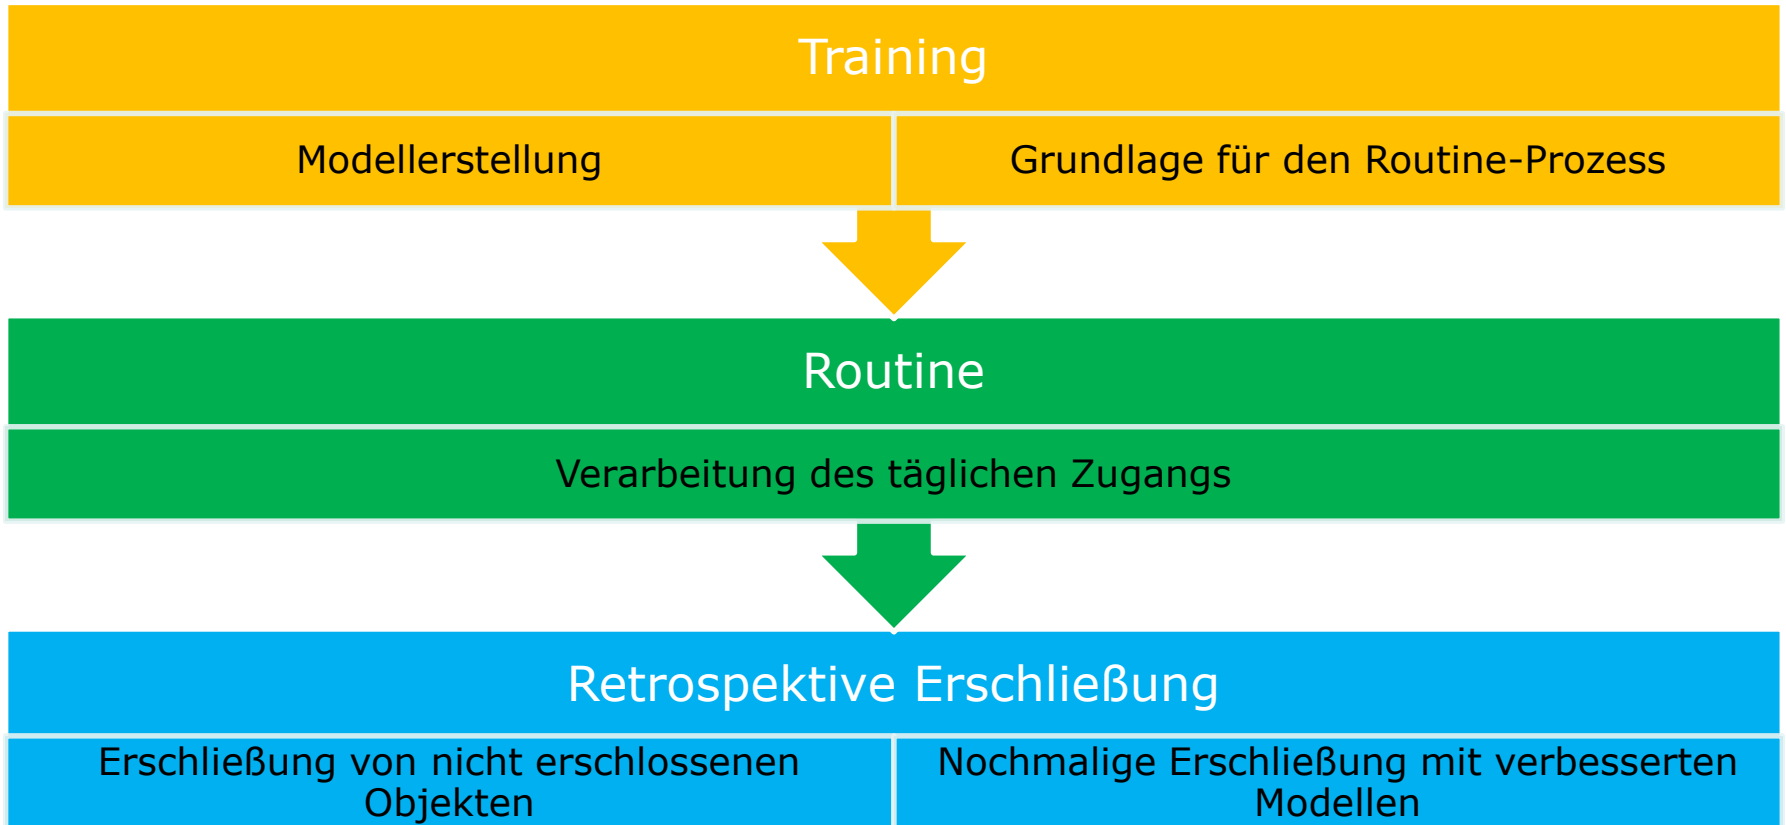 Training
Modellerstellung
Grundlage für den Routine-Prozess
Routine
Verarbeitung des täglichen Zugangs
Retrospektive Erschließung
Erschließung von nicht erschlossenen
Objekten
Nochmalige Erschließung mit verbesserten
Modellen